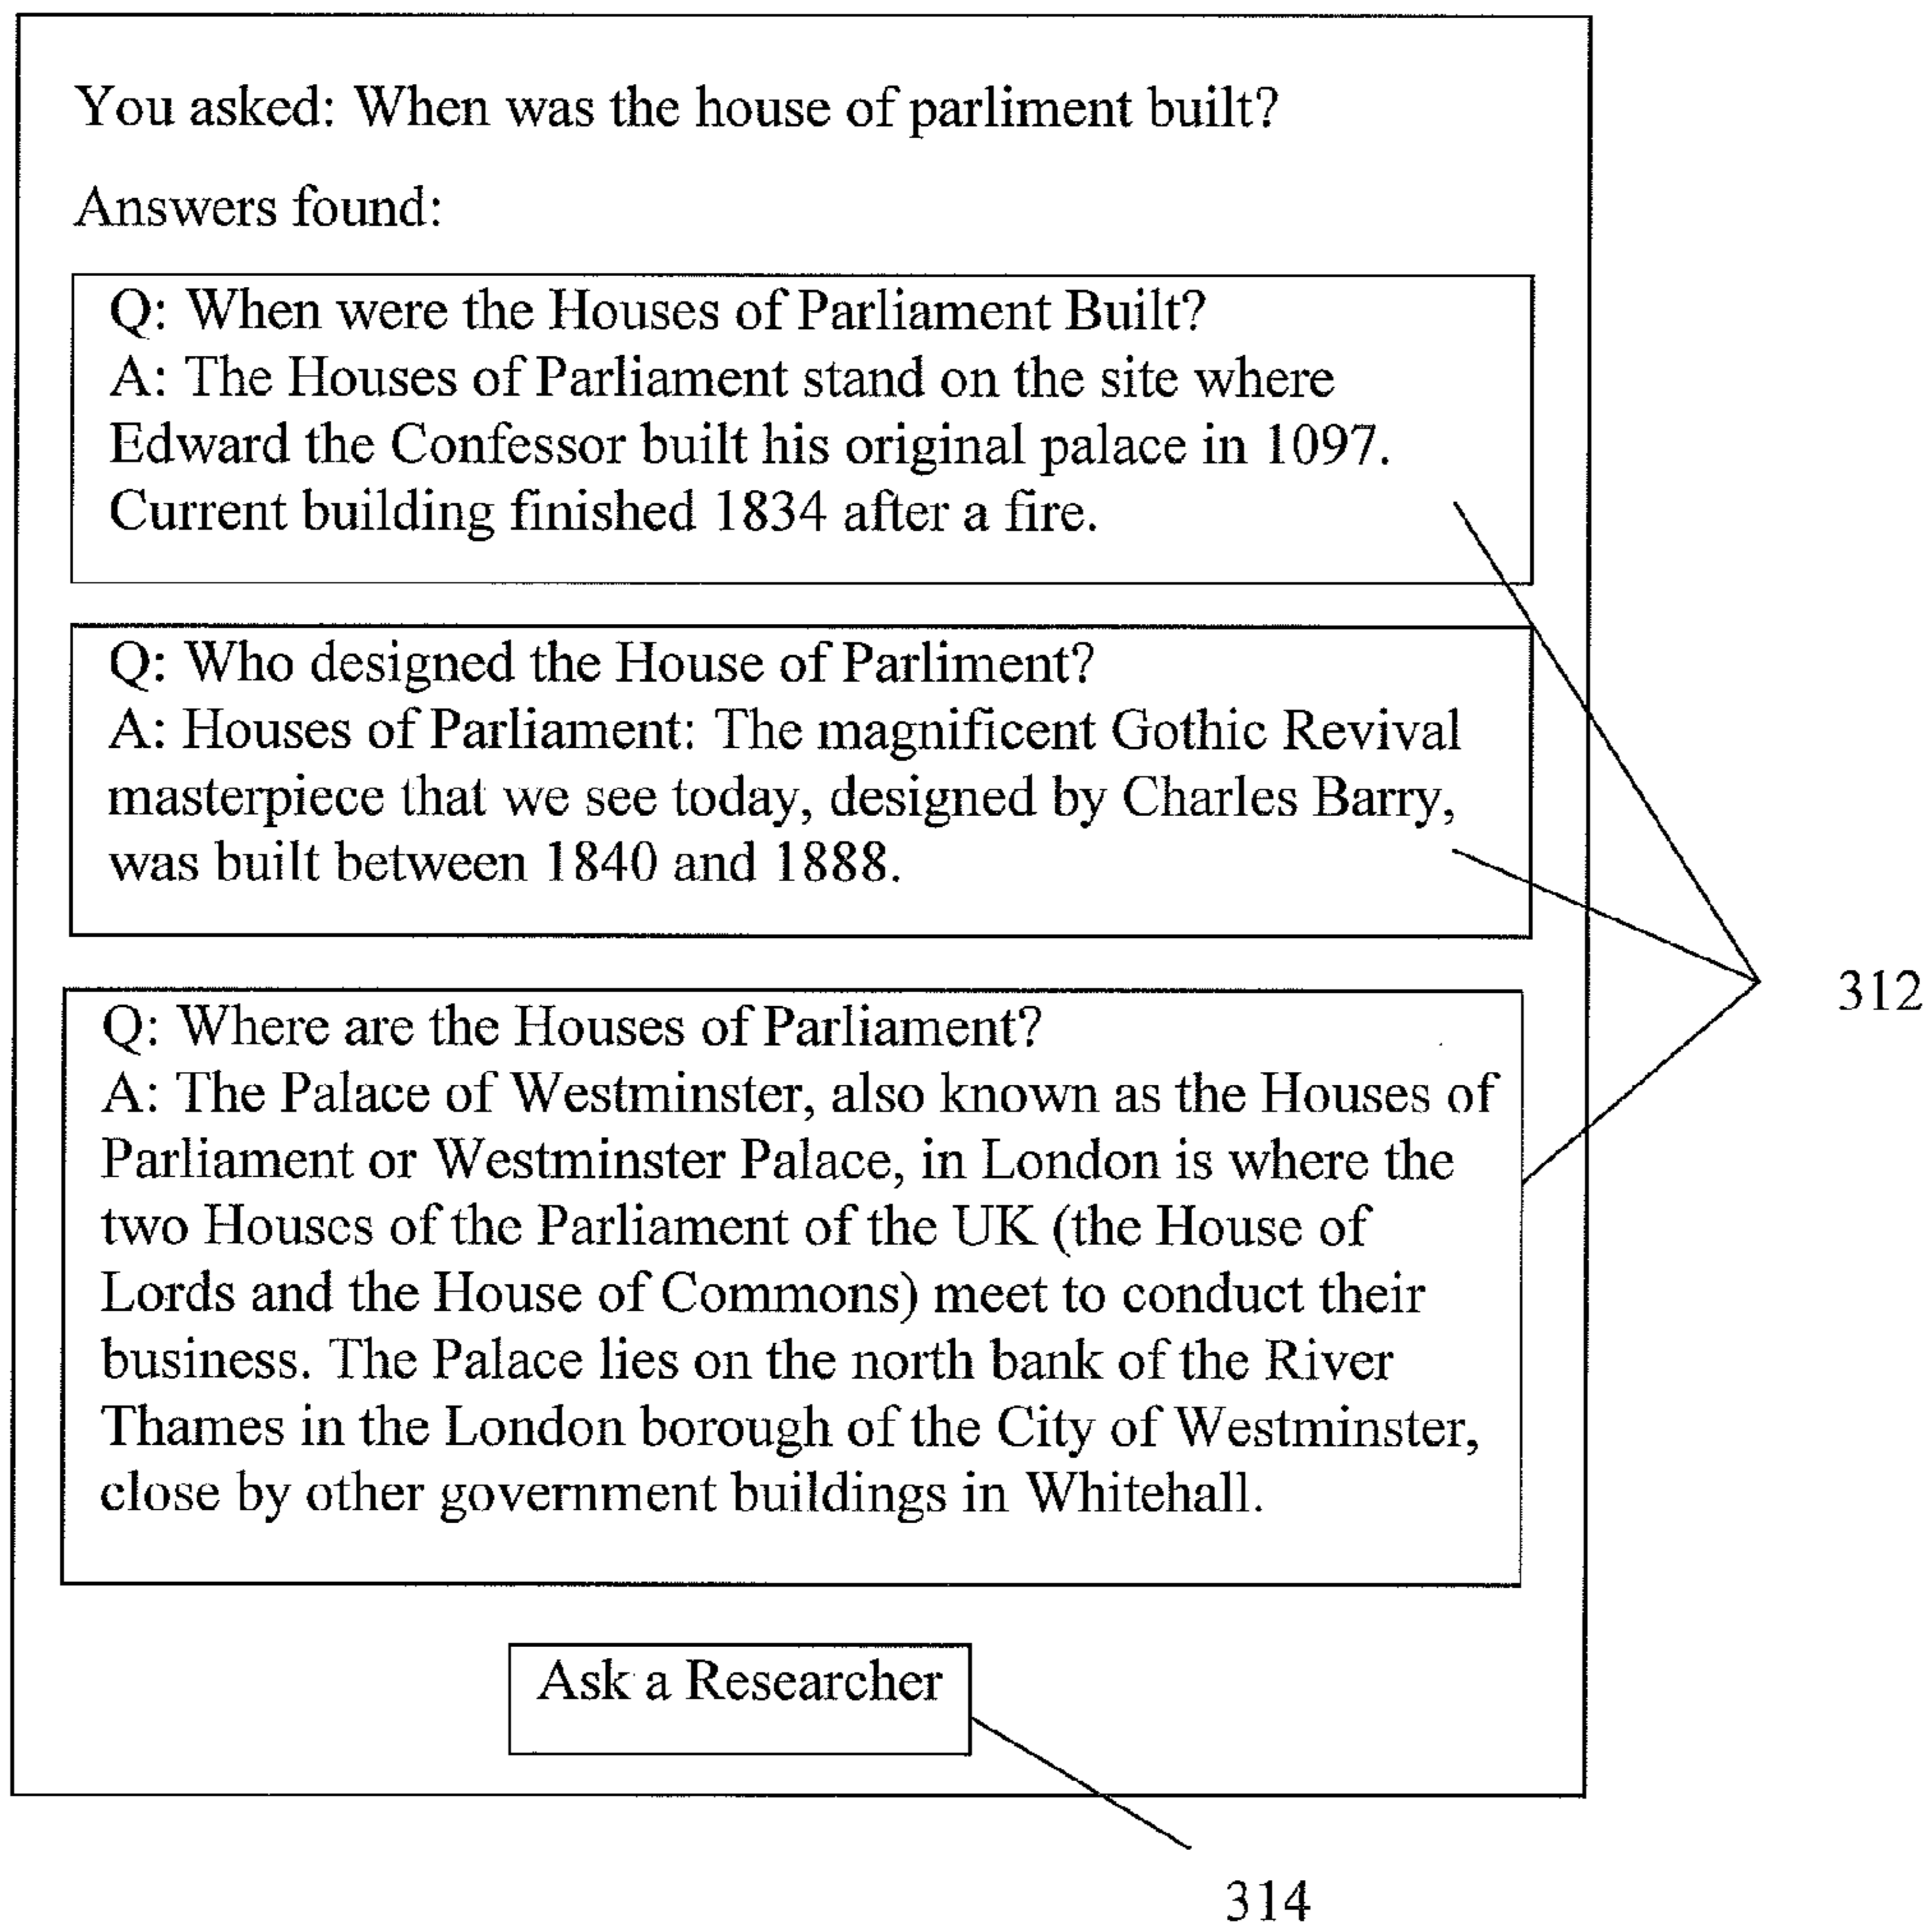 You asked: When was the house of parliment built?
Answers found:
Q: When were the Houses of Parliament Built?
A: The Houses of Parliament stand on the site where
Edward the Confessor built his original palace in 1097.
Current building finished 1834 after a fire.
Q: Who designed the House of Parliment?
A: Houses of Parliament: The magnificent Gothic Revival
masterpiece that we see today, designed by Charles Barry,
was built between 1840 and 1888.
312
Q: Where are the Houses of Parliament?
A: The Palace of Westminster, also known as the Houses of
Parliament or Westminster Palace, in London is where the
two Houses of the Parliament of the UK (the House of
Lords and the House of Commons) meet to conduct their
business. The Palace lies on the north bank of the River
Thames in the London borough of the City of Westminster,
close by other government buildings in Whitehall.
Ask a Researcher
314